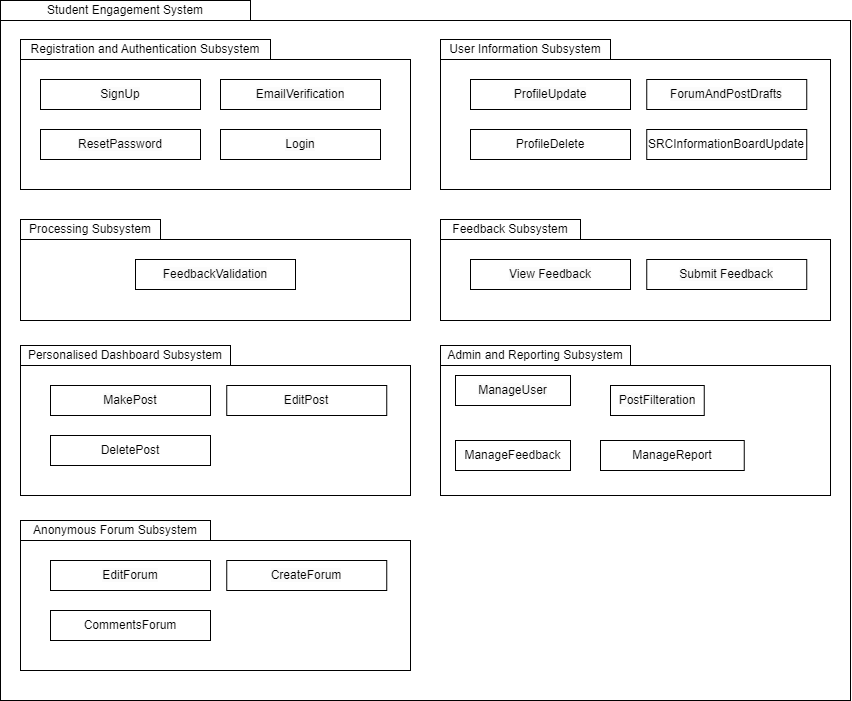 Student Engagement System
Registration and Authentication Subsystem
SignUp
EmailVerification
ResetPassword
Login
User Information Subsystem
ProfileUpdate
ForumAndPostDrafts
ProfileDelete
SRCInformationBoardUpdate
Processing Subsystem
FeedbackValidation
Feedback Subsystem
View Feedback
Submit Feedback
Personalised Dashboard Subsystem
MakePost
EditPost
DeletePost
Admin and Reporting Subsystem
ManageUser
PostFilteration
ManageFeedback
ManageReport
Anonymous Forum Subsystem
EditForum
CreateForum
CommentsForum